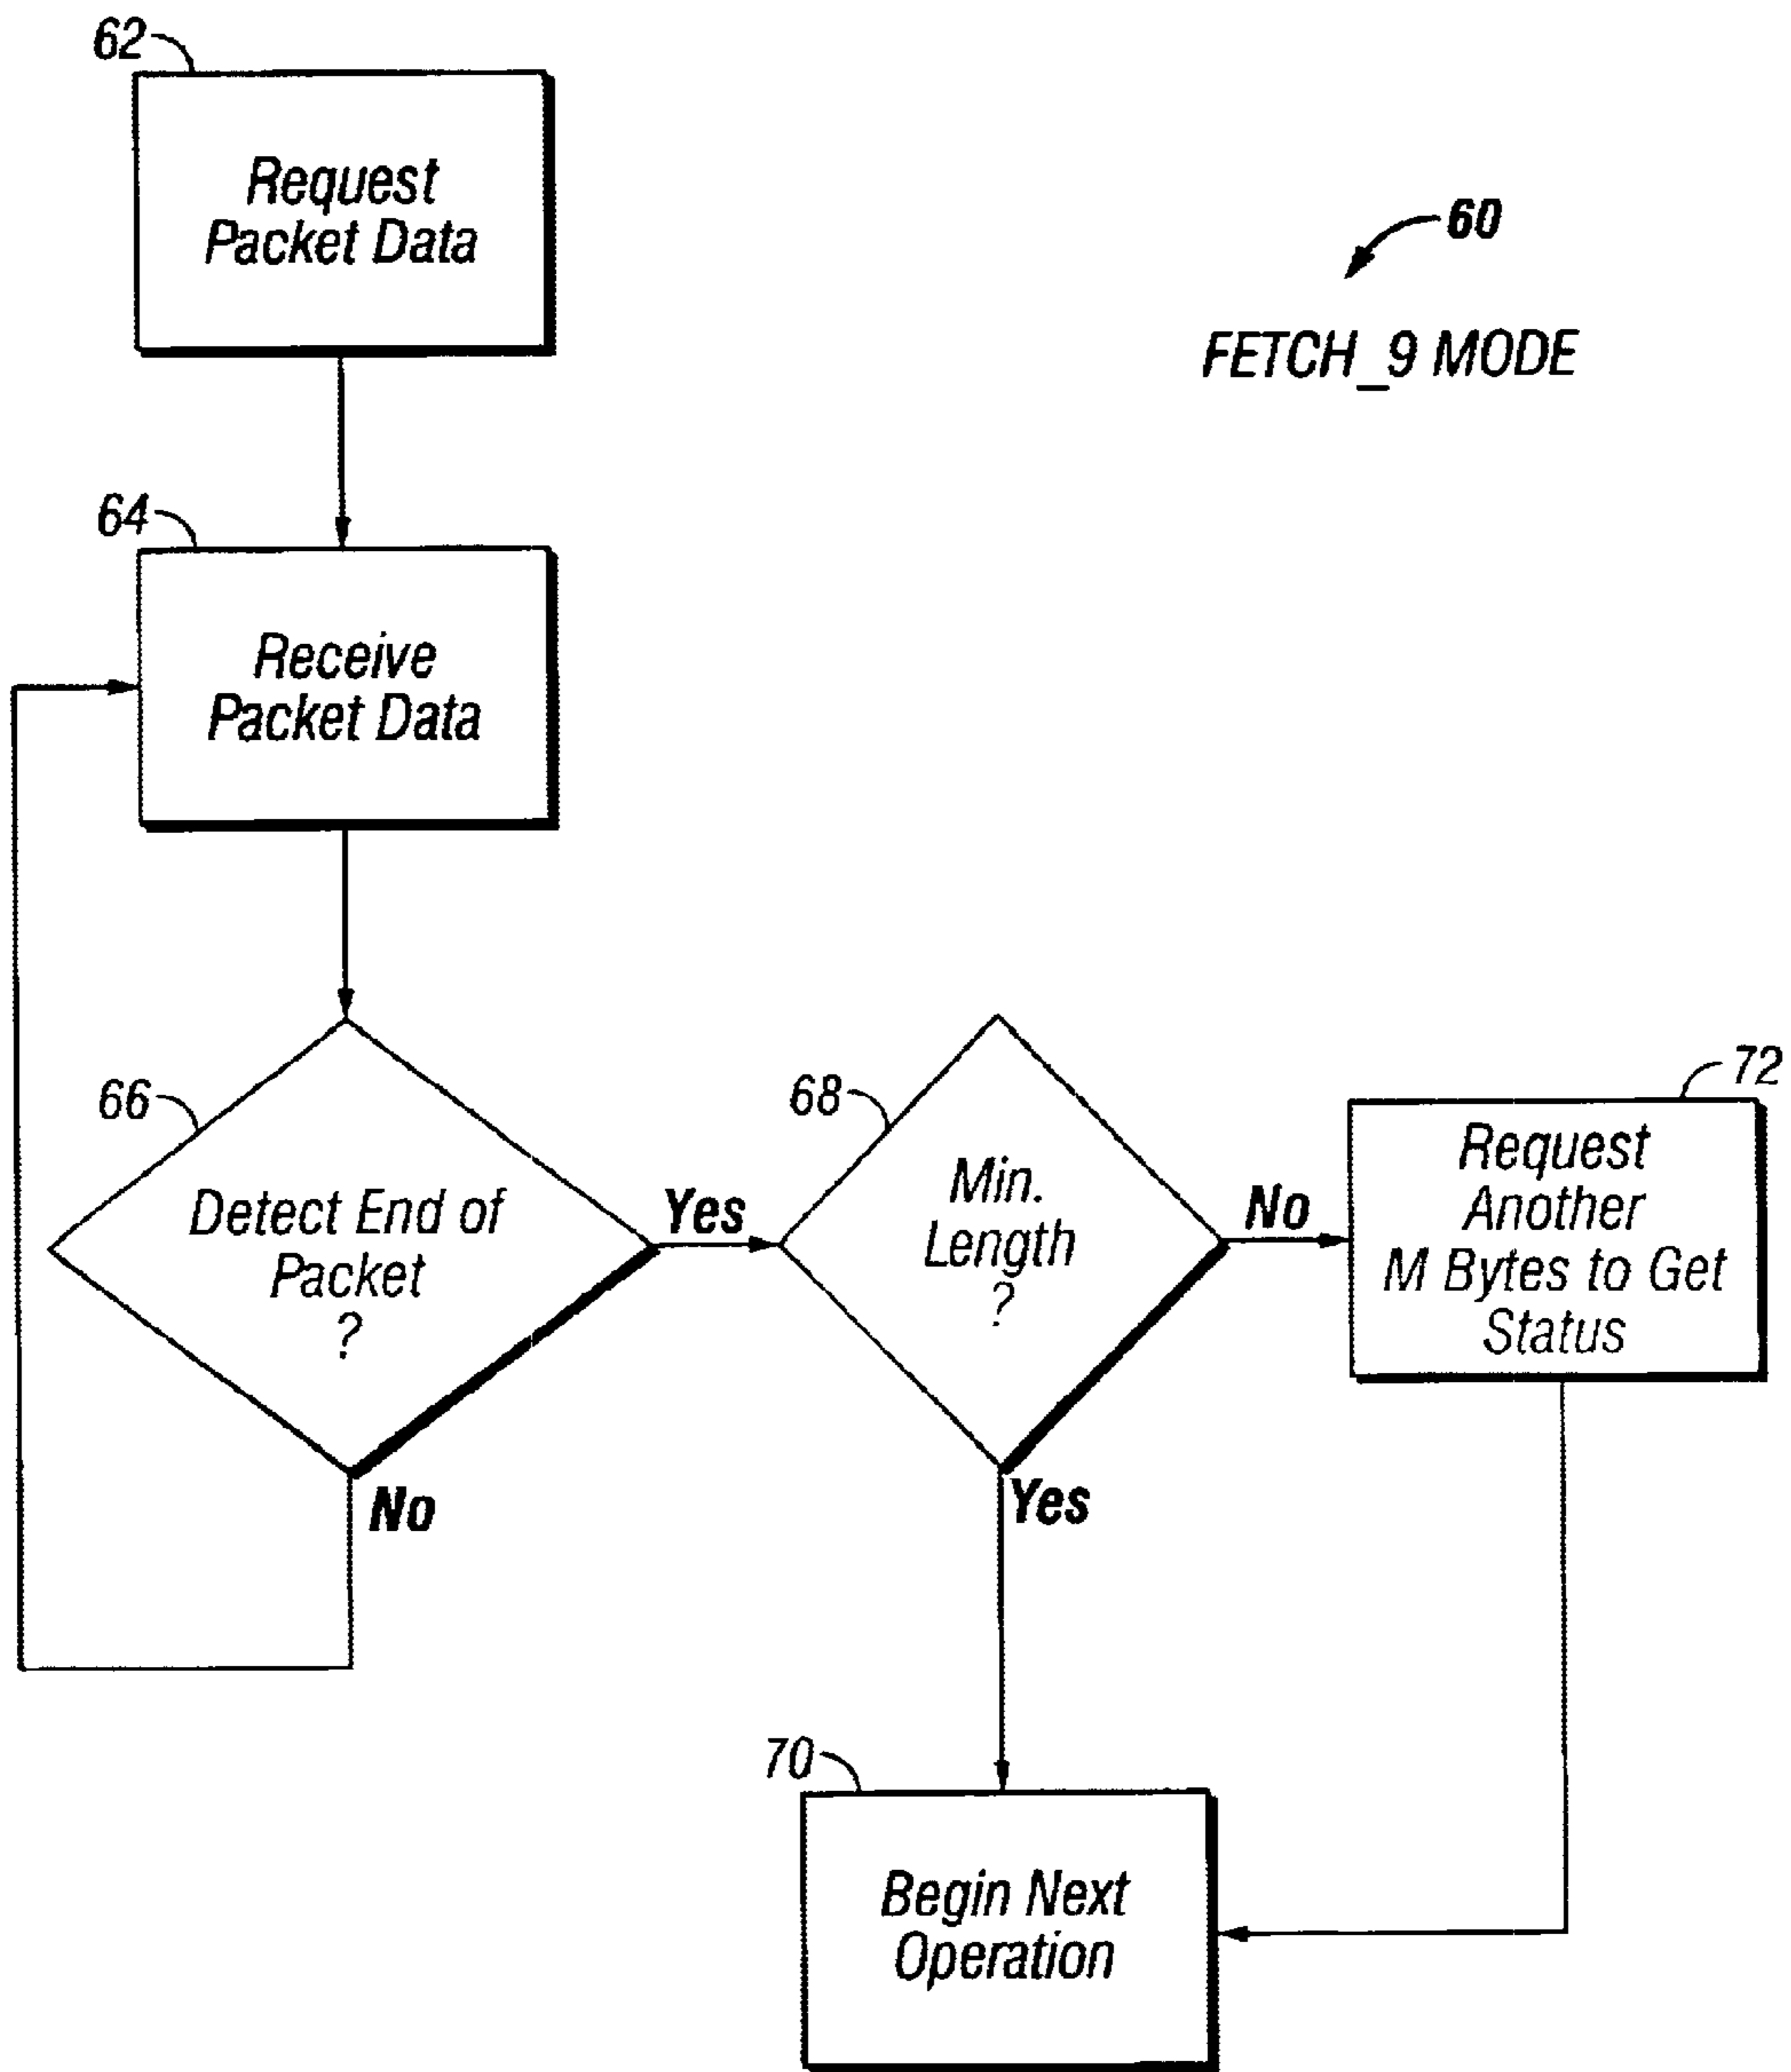 62
Request
Packet Data
60
FETCH_9 MODE
64
Receive
Packet Data
66
Detect End of
Packet
?
Yes
No
68
Min.
Length
?
No
Yes
72
Request
Another
M Bytes to Get
Status
70
Begin Next
Operation